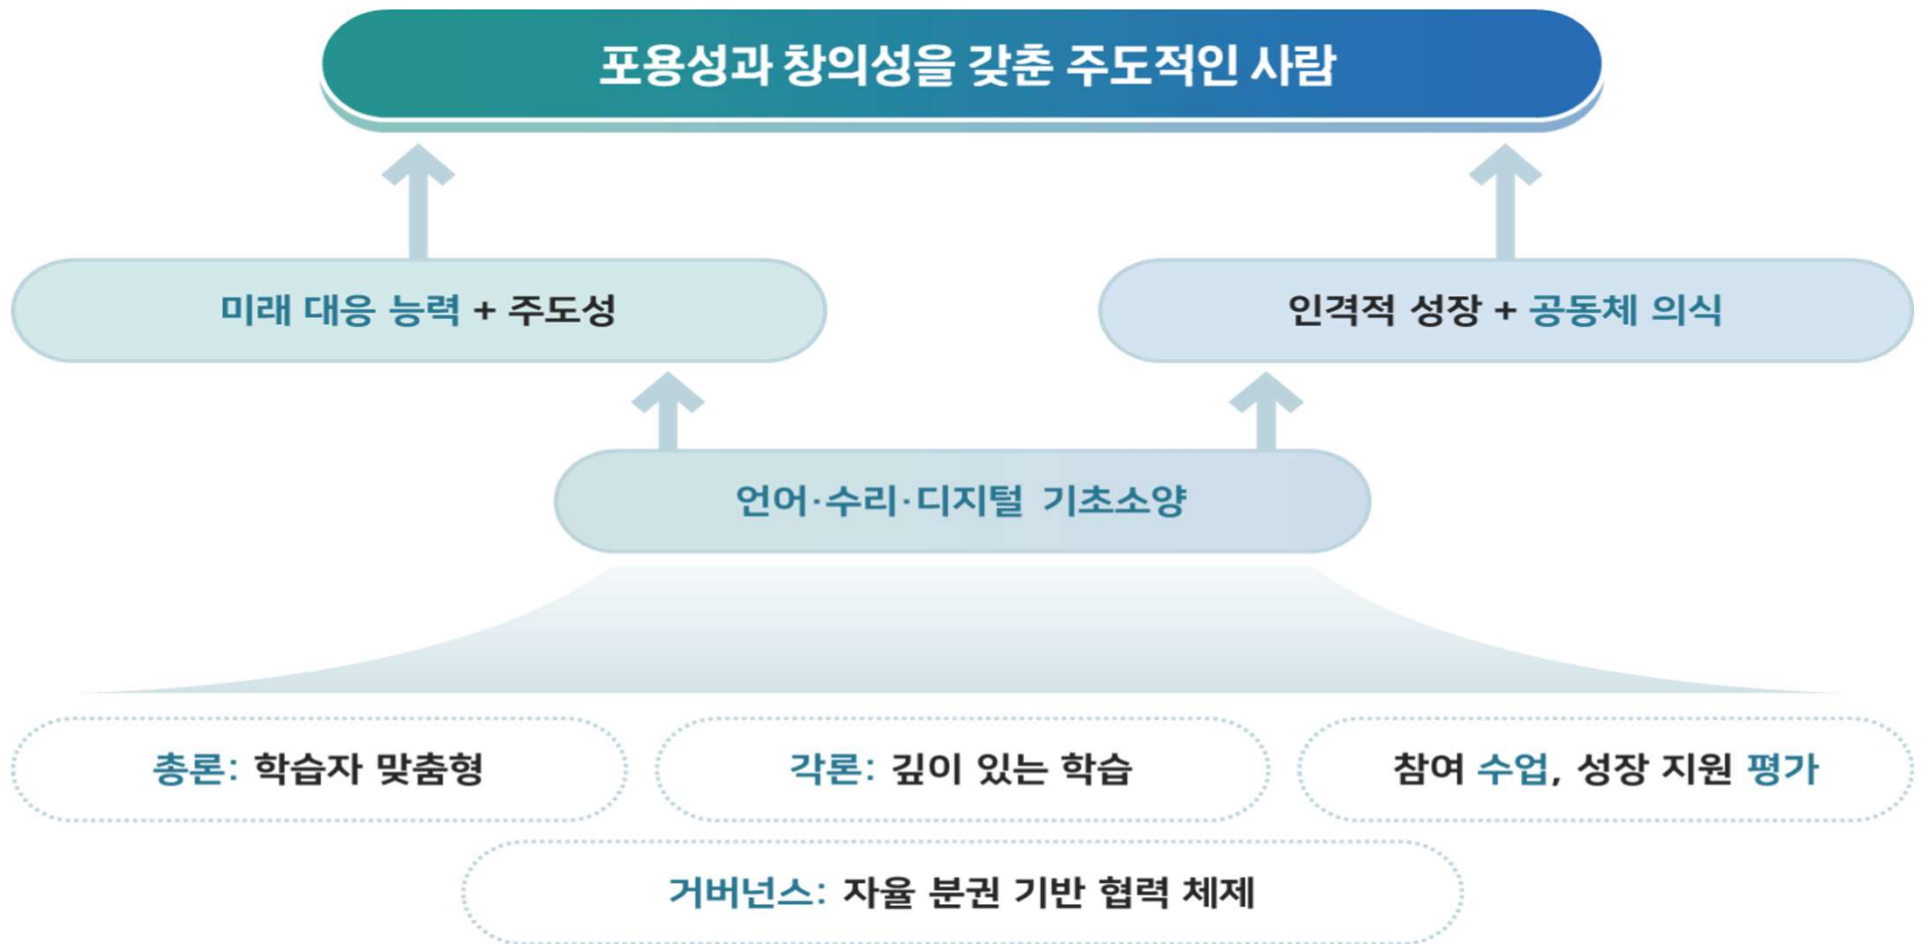 포용성과 창의성을 갖춘 주도적인 사람
미래 대응 능력 + 주도성
인격적 성장 + 공동체 의식
언어·수리·디지털 기초소양
총론: 학습자 맞춤형
각론: 깊이 있는 학습
참여 수업, 성장 지원 평가
거버넌스: 자율 분권 기반 협력 체제